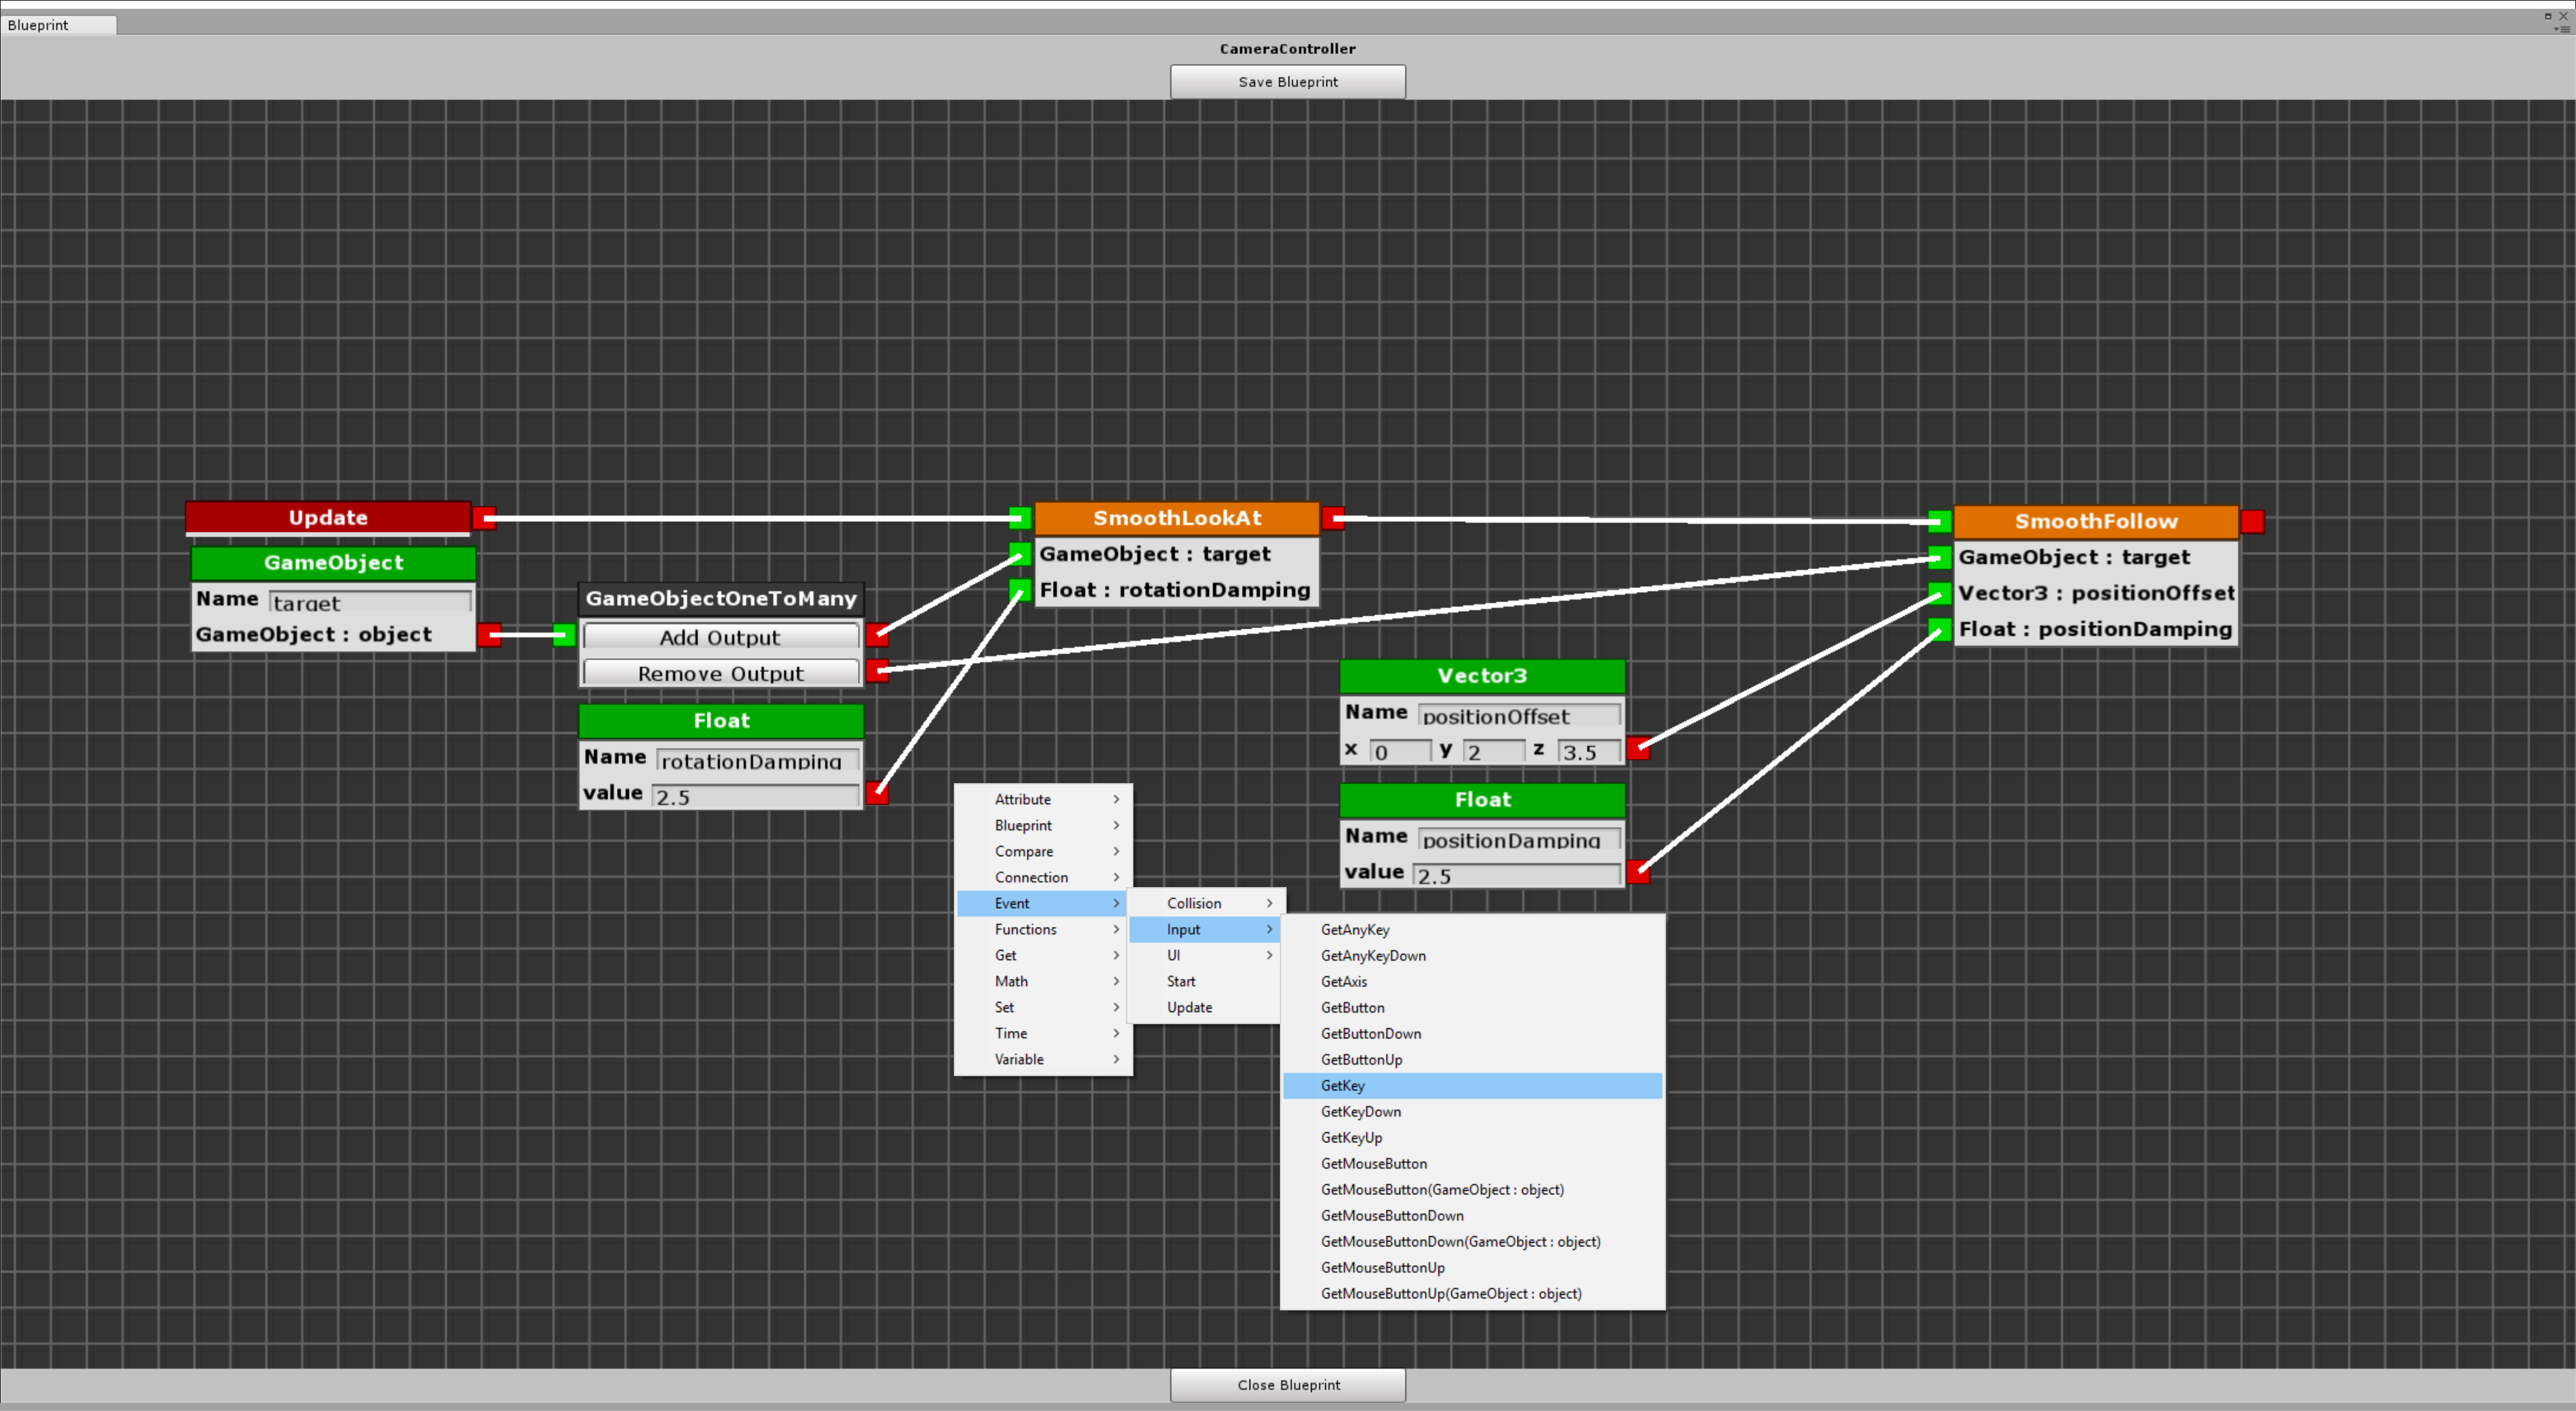 Blueprint
CameraController
Save Blueprint
Update
GameObject
Name target
GameObject : object
GameObjectOneToMany
Add Output
Remove Output
Float
Name rotationDamping
value 2.5
SmoothLookAt
GameObject : target
Float : rotationDamping
Vector3
Name positionOffset
x 0 y 2 z 3.5
Float
Name positionDamping
value 2.5
SmoothFollow
GameObject : target
Vector3 : positionOffset
Float : positionDamping
Attribute
Blueprint
Compare
Connection
Event
Functions
Get
Math
Set
Time
Variable
Collision
Input
UI
Start
Update
GetAnyKey
GetAnyKeyDown
GetAxis
GetButton
GetButtonDown
GetButtonUp
GetKey
GetKeyDown
GetKeyUp
GetMouseButton
GetMouseButton(GameObject : object)
GetMouseButtonDown
GetMouseButtonDown(GameObject : object)
GetMouseButtonUp
GetMouseButtonUp(GameObject : object)
Close Blueprint